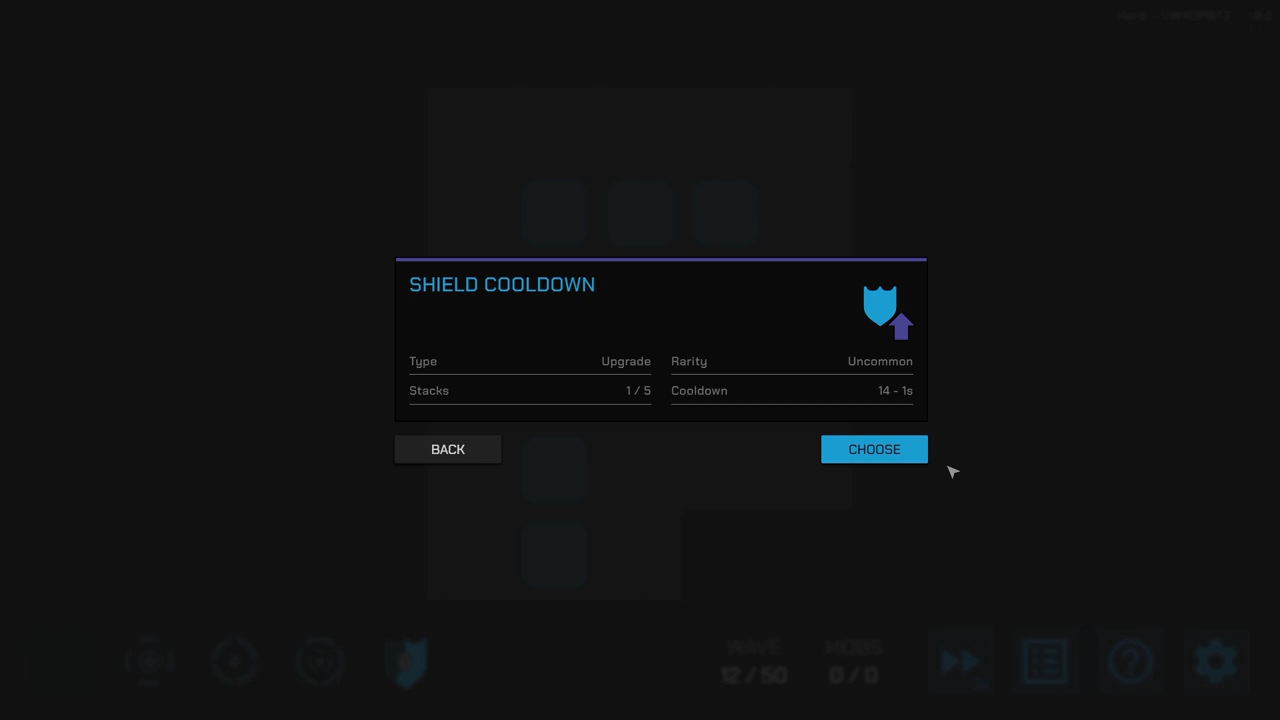 SHIELD COOLDOWN
Type Upgrade Rarity Uncommon
Stacks 1 / 5 Cooldown 14 - 1s
BACK CHOOSE
WAVE MOBS
12 / 50 0 / 0